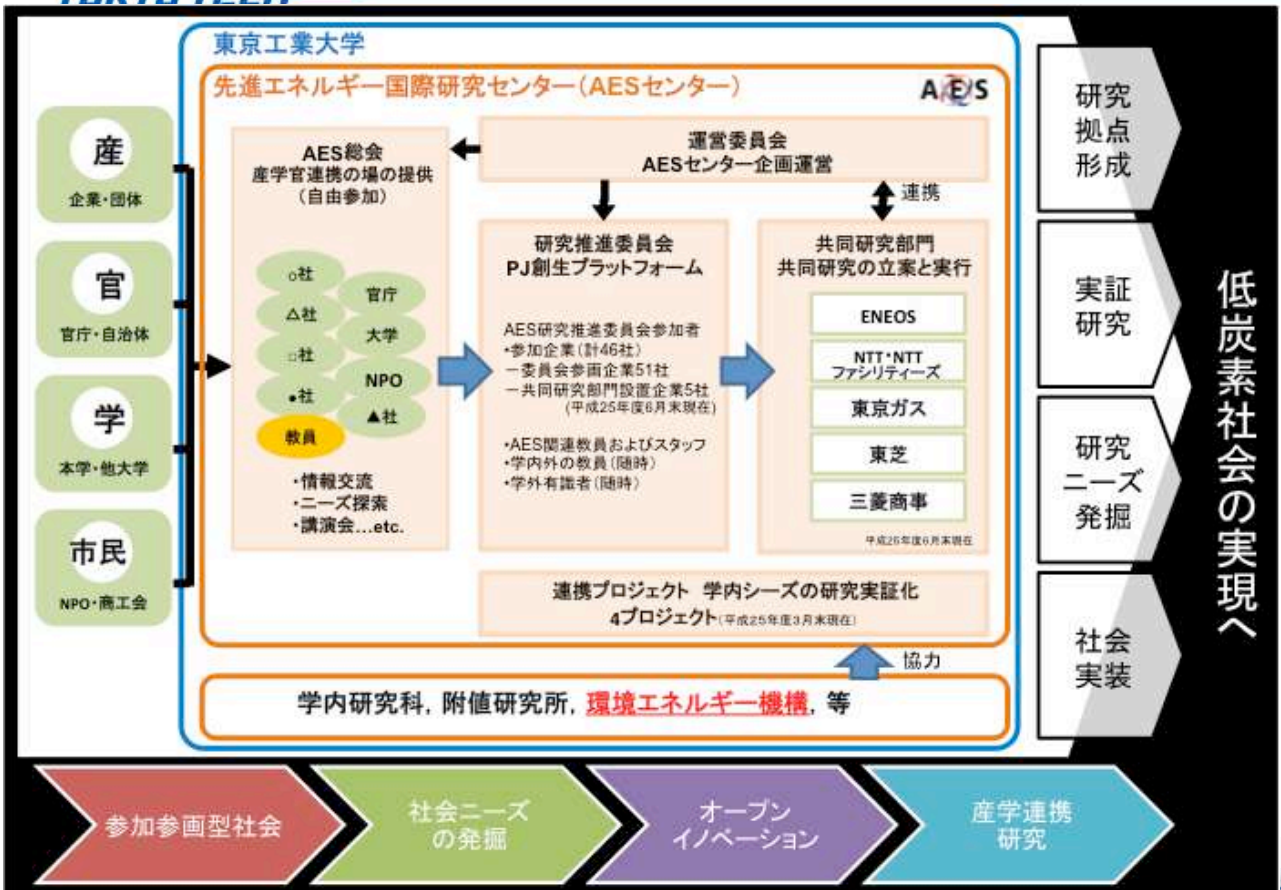 東京工業大学
先進エネルギー国際研究センター(AESセンター)
AES
産
企業・団体
官
官庁・自治体
学
本学・他大学
市民
NPO・商工会
AES総会
産学官連携の場の提供
(自由参加)
○社
△社
□社
●社
教員
官庁
大学
NPO
▲社
・情報交流
・ニーズ探索
・講演会…etc.
運営委員会
AESセンター企画運営
連携
研究推進委員会
PJ創生プラットフォーム
AES研究推進委員会参加者
・参加企業(計46社)
－委員会参画企業51社
－共同研究部門設置企業5社
(平成25年度6月末現在)
・AES関連教員およびスタッフ
・学内外の教員(随時)
・学外有識者(随時)
共同研究部門
共同研究の立案と実行
ENEOS
NTT・NTT
ファシリティーズ
東京ガス
東芝
三菱商事
平成25年度6月末現在
連携プロジェクト 学内シーズの研究実証化
4プロジェクト(平成25年度3月末現在)
協力
学内研究科, 附値研究所, 環境エネルギー機構, 等
研究
拠点
形成
実証
研究
研究
ニーズ
発掘
社会
実装
低炭素社会の実現へ
参加参画型社会
社会ニーズ
の発掘
オープン
イノベーション
産学連携
研究